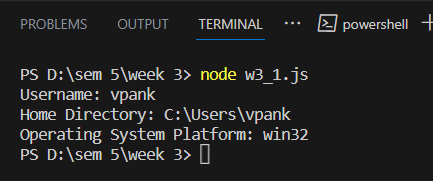 PROBLEMS OUTPUT TERMINAL ... powershell
PS D:\sem 5\week 3> node w3_1.js
Username: vpank
Home Directory: C:\Users\vpank
Operating System Platform: win32
PS D:\sem 5\week 3>